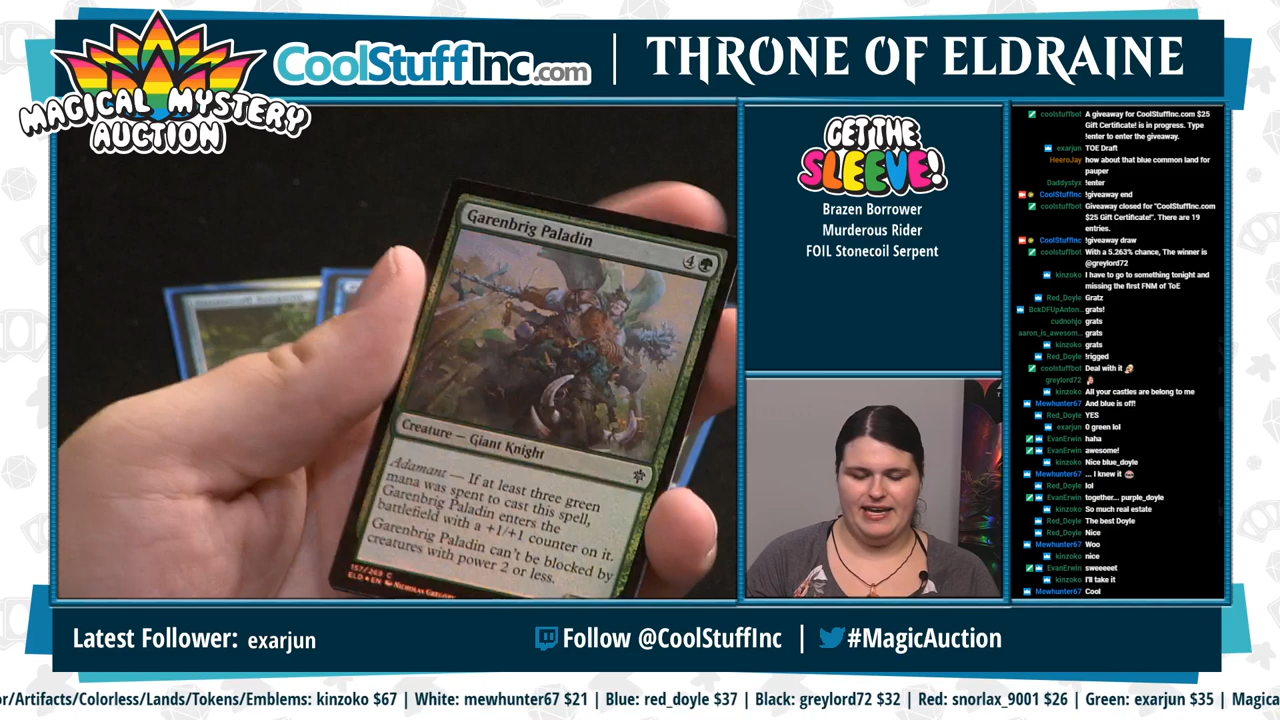 MAGICAL MYSTERY
AUCTION
CoolStuffInc.com
THRONE OF ELDRAINE
Garenbrig Paladin
4
Creature — Giant Knight
Adamant — If at least three green
mana was spent to cast this spell,
Garenbrig Paladin enters the
battlefield with a +1/+1 counter on it.
Garenbrig Paladin can't be blocked by
creatures with power 2 or less.
157/269 C
ELD EN Nicholas Gregory
GET THE
SLEEVE!
Brazen Borrower
Murderous Rider
FOIL Stonecoil Serpent
coolstuffbot A giveaway for CoolStuffInc.com $25
Gift Certificate! is in progress. Type
!enter to enter the giveaway.
exarjun TOE Draft
HeeroJay how about that blue common land for
pauper
Daddystyx !enter
CoolStuffInc !giveaway end
coolstuffbot Giveaway closed for "CoolStuffInc.com
$25 Gift Certificate!". There are 19
entries.
CoolStuffInc !giveaway draw
coolstuffbot With a 5.263% chance, The winner is
@greylord72
kinzoko I have to go to something tonight and
missing the first FNM of ToE
Red_Doyle Gratz
BckDFUpAnton... grats!
cudnohjo grats
aaron_is_awesom... grats
kinzoko grats
Red_Doyle !rigged
coolstuffbot Deal with it
greylord72
kinzoko All your castles are belong to me
Mewhunter67 And blue is off!
Red_Doyle YES
exarjun 0 green lol
EvanErwin haha
EvanErwin awesome!
kinzoko Nice blue_doyle
Mewhunter67 ... I knew it
Red_Doyle lol
EvanErwin together... purple_doyle
kinzoko So much real estate
Red_Doyle The best Doyle
Red_Doyle Nice
Mewhunter67 Woo
kinzoko nice
EvanErwin sweeeeet
kinzoko I'll take it
Mewhunter67 Cool
Latest Follower: exarjun
Follow @CoolStuffInc | #MagicAuction
or/Artifacts/Colorless/Lands/Tokens/Emblems: kinzoko $67 | White: mewhunter67 $21 | Blue: red_doyle $37 | Black: greylord72 $32 | Red: snorlax_9001 $26 | Green: exarjun $35 | Magica